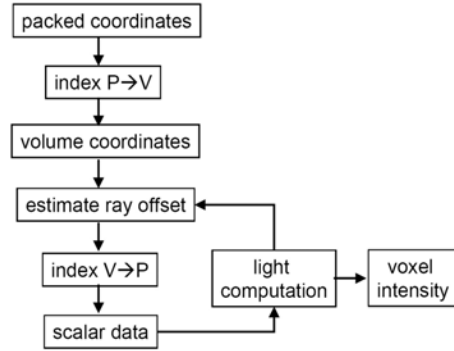 packed coordinates
index P→V
volume coordinates
estimate ray offset
index V→P
scalar data
light
computation
voxel
intensity